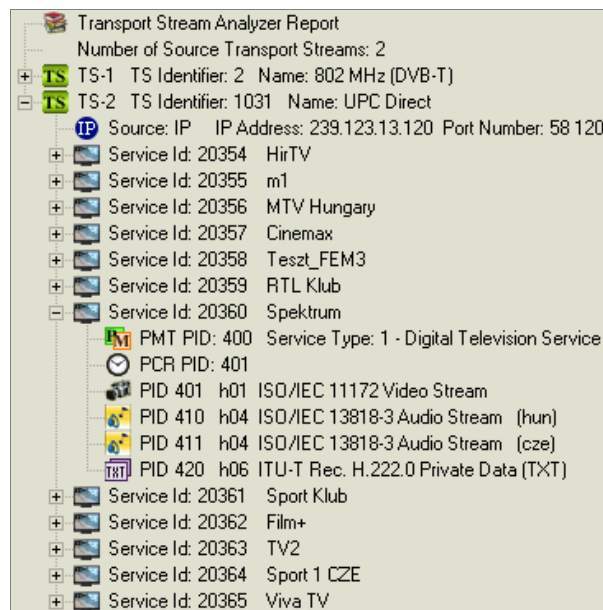 Transport Stream Analyzer Report
Number of Source Transport Streams: 2
TS TS-1 TS Identifier: 2 Name: 802 MHz (DVB-T)
TS TS-2 TS Identifier: 1031 Name: UPC Direct
IP Source: IP IP Address: 239.123.13.120 Port Number: 58 120
Service Id: 20354 HirTV
Service Id: 20355 m1
Service Id: 20356 MTV Hungary
Service Id: 20357 Cinemax
Service Id: 20358 Teszt_FEM3
Service Id: 20359 RTL Klub
Service Id: 20360 Spektrum
PM PMT PID: 400 Service Type: 1 - Digital Television Service
PCR PID: 401
PID 401 h01 ISO/IEC 11172 Video Stream
PID 410 h04 ISO/IEC 13818-3 Audio Stream (hun)
PID 411 h04 ISO/IEC 13818-3 Audio Stream (cze)
TXT PID 420 h06 ITU-T Rec. H.222.0 Private Data (TXT)
Service Id: 20361 Sport Klub
Service Id: 20362 Film+
Service Id: 20363 TV2
Service Id: 20364 Sport 1 CZE
Service Id: 20365 Viva TV